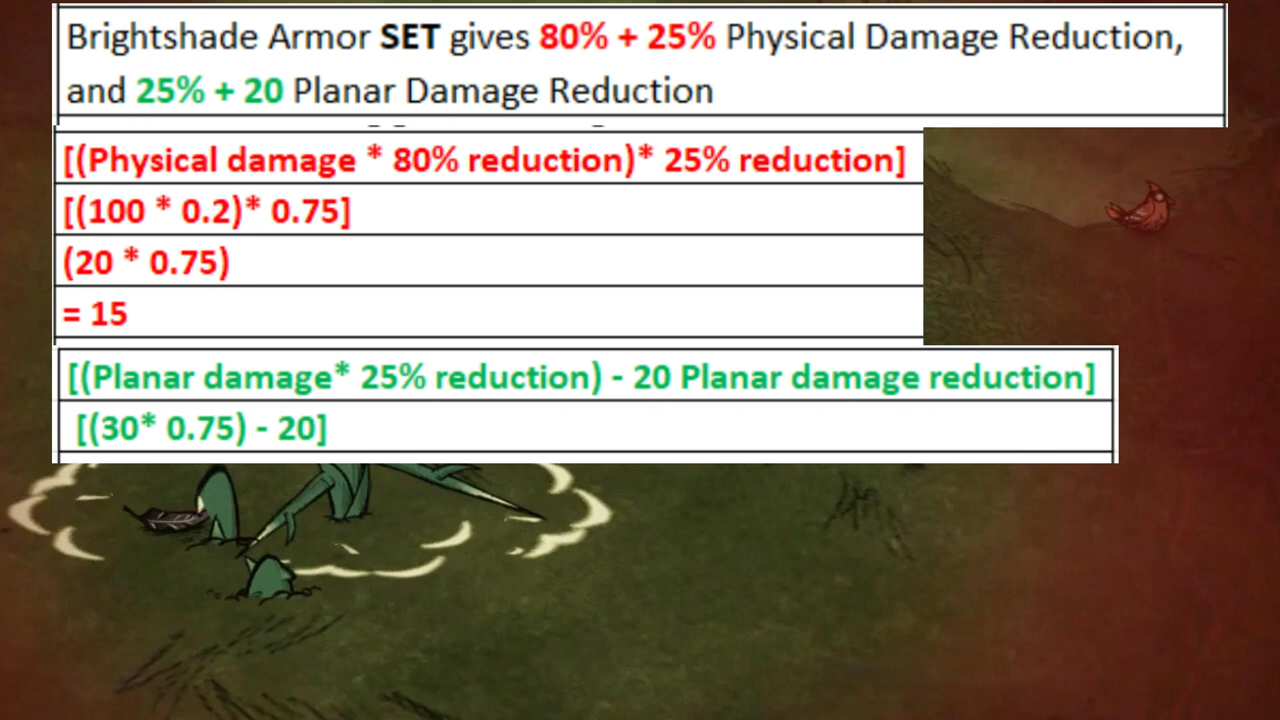 Brightshade Armor SET gives 80% + 25% Physical Damage Reduction,
and 25% + 20 Planar Damage Reduction
[(Physical damage * 80% reduction)* 25% reduction]
[(100 * 0.2)* 0.75]
(20 * 0.75)
= 15
[(Planar damage* 25% reduction) - 20 Planar damage reduction]
[(30* 0.75) - 20]